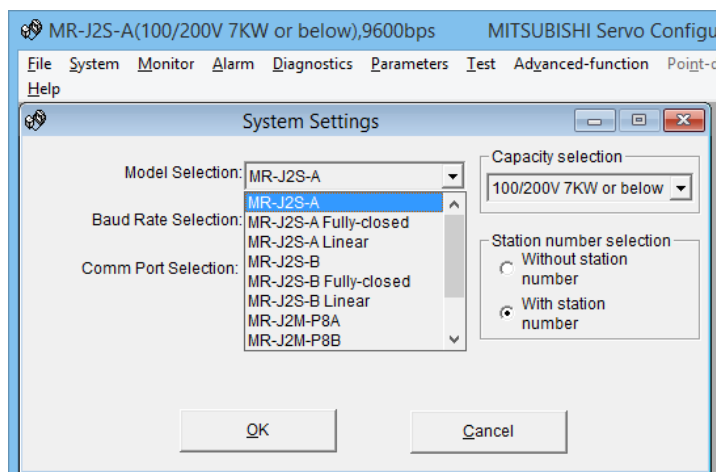 MR-J2S-A(100/200V 7KW or below),9600bps MITSUBISHI Servo Configu
File System Monitor Alarm Diagnostics Parameters Test Advanced-function Point-
Help
System Settings
Model Selection: MR-J2S-A
MR-J2S-A
MR-J2S-A Fully-closed
MR-J2S-A Linear
MR-J2S-B
MR-J2S-B Fully-closed
MR-J2S-B Linear
MR-J2M-P8A
MR-J2M-P8B
Baud Rate Selection:
Comm Port Selection:
Capacity selection
100/200V 7KW or below
Station number selection
Without station
number
With station
number
OK Cancel